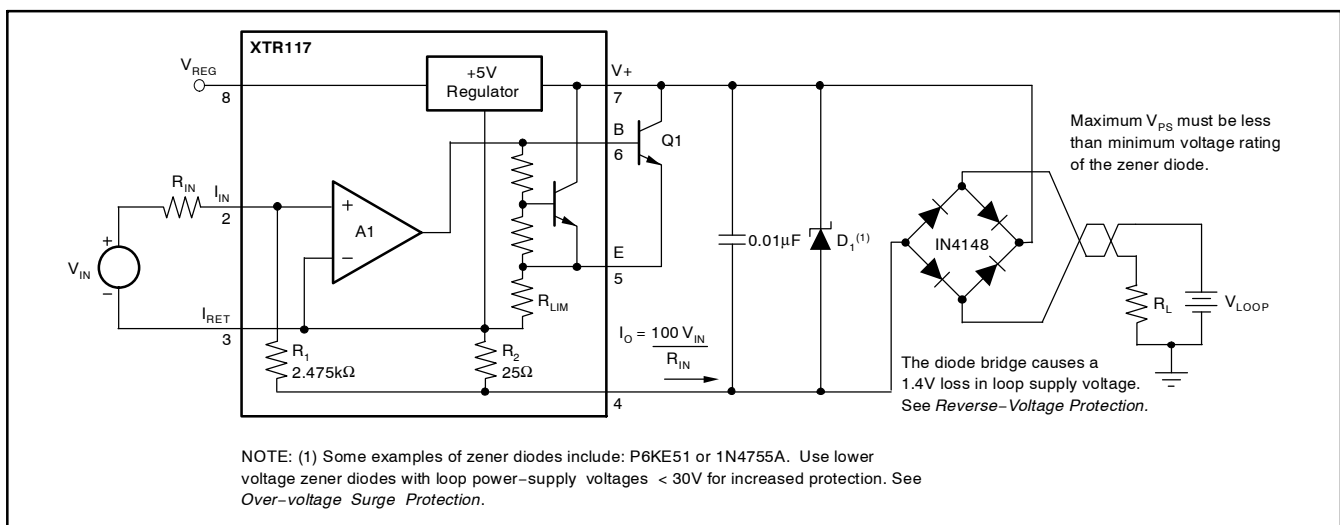 XTR117
V_REG
8
+5V
Regulator
V+
7
B
6
Q1
R_IN
I_IN
2
+
A1
−
+
V_IN
−
E
5
R_LIM
I_RET
3
R_1
2.475kΩ
R_2
25Ω
4
I_O = 100 V_IN
R_IN
0.01μF
D_1^(1)
IN4148
Maximum V_PS must be less
than minimum voltage rating
of the zener diode.
R_L
V_LOOP
The diode bridge causes a
1.4V loss in loop supply voltage.
See Reverse−Voltage Protection.
NOTE: (1) Some examples of zener diodes include: P6KE51 or 1N4755A. Use lower
voltage zener diodes with loop power−supply voltages < 30V for increased protection. See
Over−voltage Surge Protection.